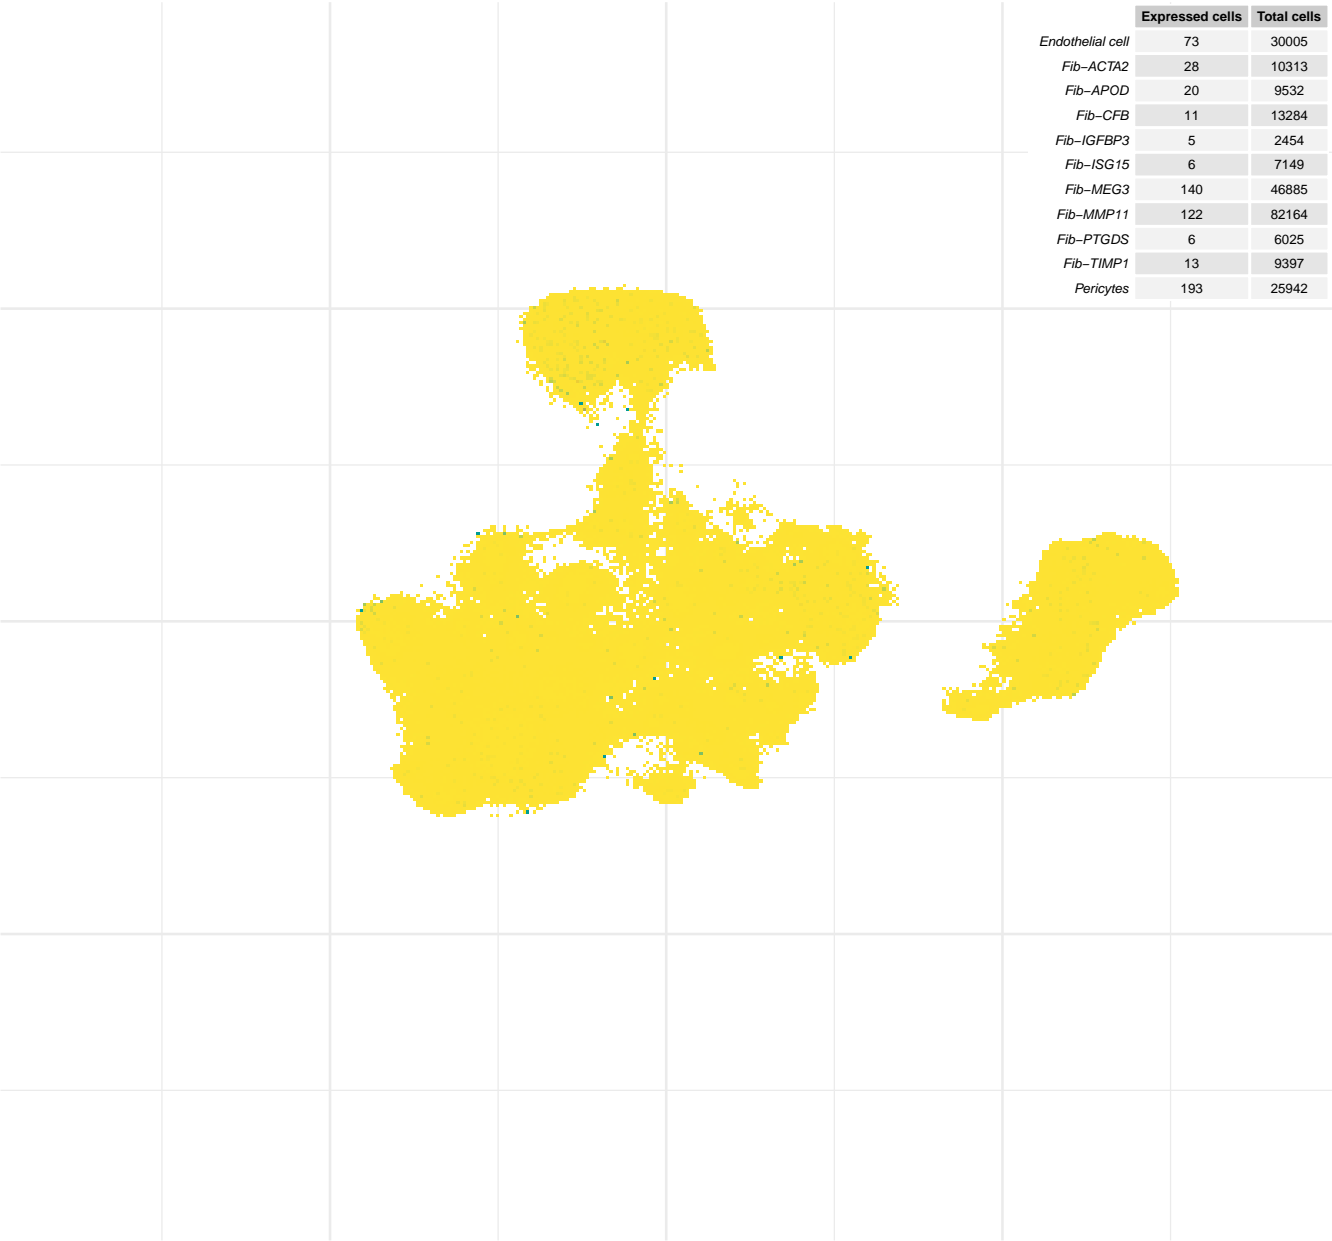 Expressed cells Total cells
Endothelial cell 73 30005
Fib−ACTA2 28 10313
Fib−APOD 20 9532
Fib−CFB 11 13284
Fib−IGFBP3 5 2454
Fib−ISG15 6 7149
Fib−MEG3 140 46885
Fib−MMP11 122 82164
Fib−PTGDS 6 6025
Fib−TIMP1 13 9397
Pericytes 193 25942